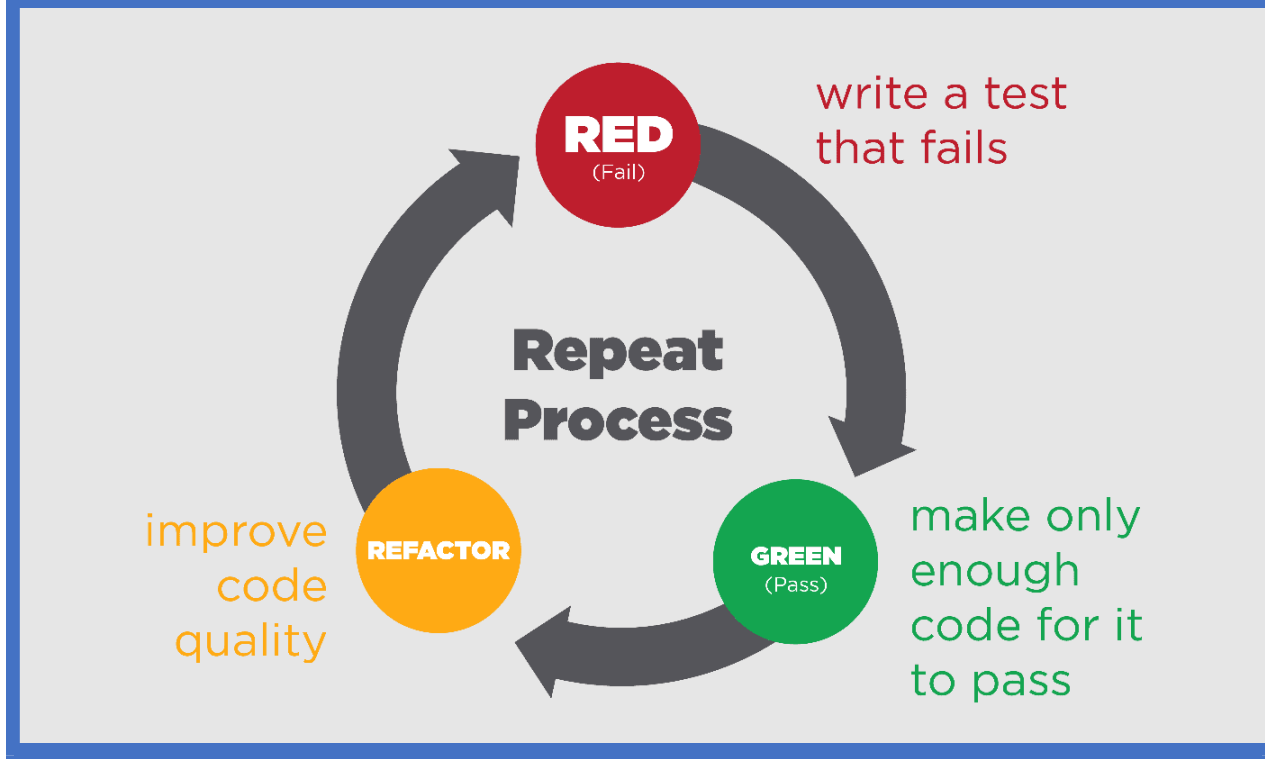 RED
(Fail)
write a test
that fails
Repeat
Process
GREEN
(Pass)
make only
enough
code for it
to pass
REFACTOR
improve
code
quality